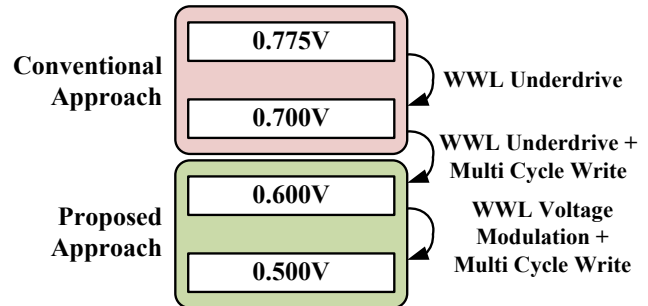 0.775V
Conventional
Approach
WWL Underdrive
0.700V
WWL Underdrive +
Multi Cycle Write
0.600V
Proposed
Approach
WWL Voltage
Modulation +
Multi Cycle Write
0.500V